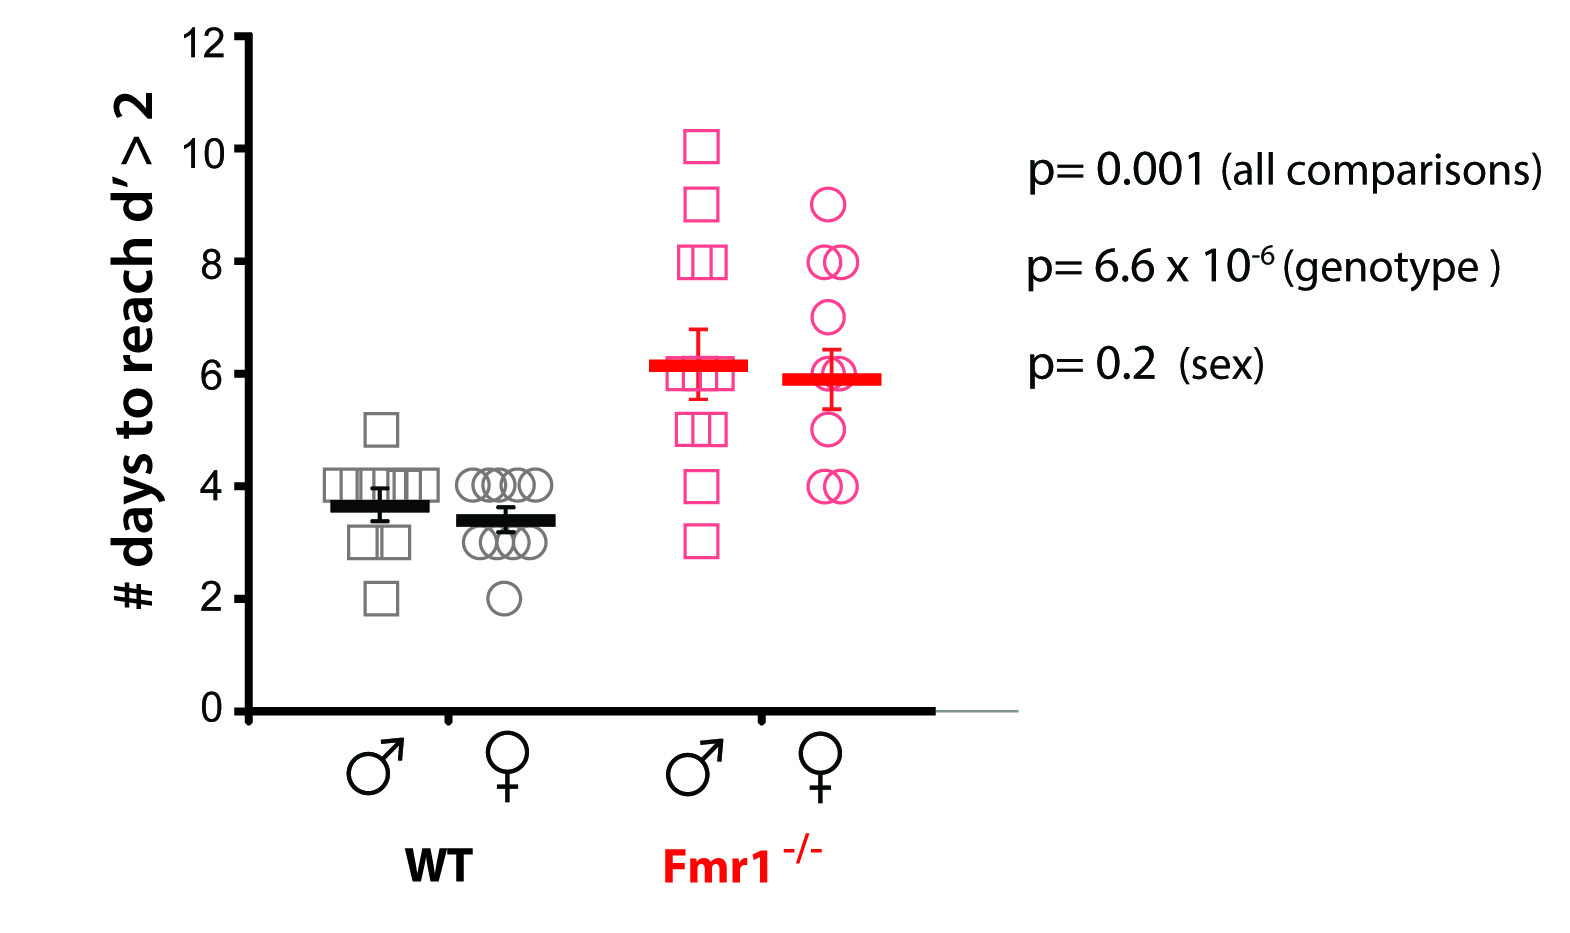 # days to reach d’ > 2
12
10
8
6
4
2
0
p= 0.001 (all comparisons)
p= 6.6 x 10⁻⁶ (genotype )
p= 0.2 (sex)
♂ ♀ ♂ ♀
WT Fmr1 -/-